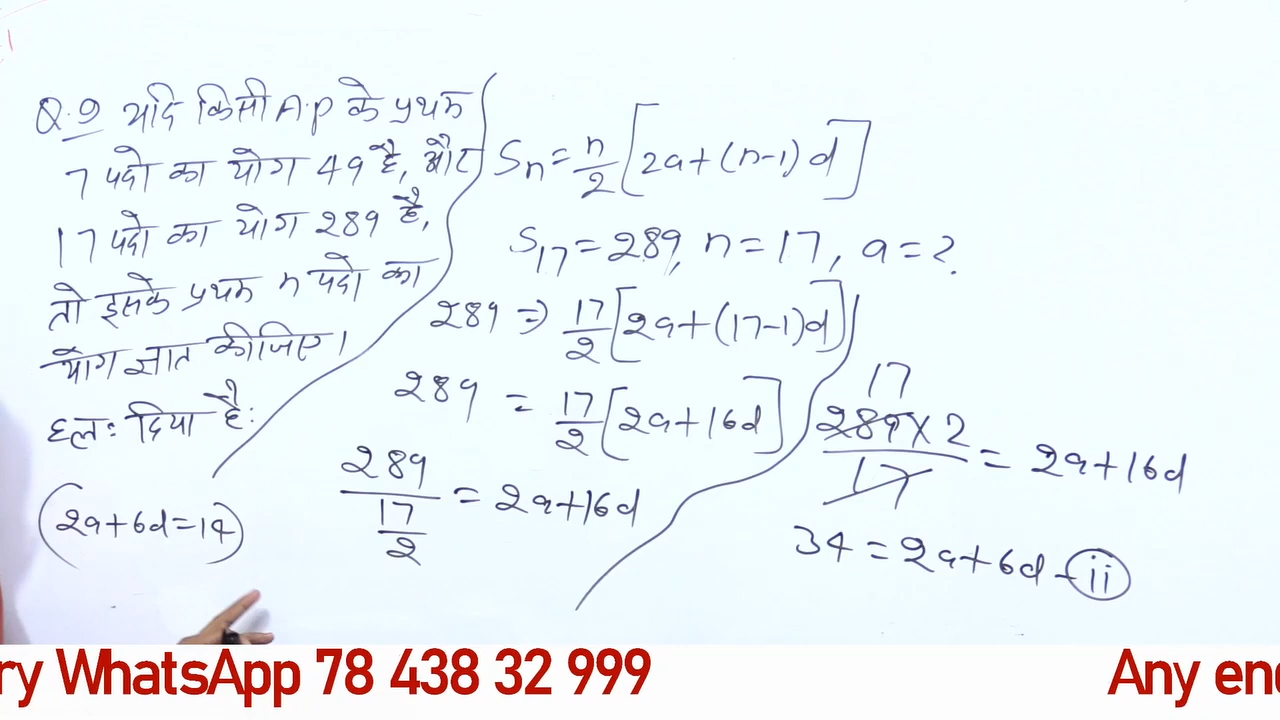 Q.9 यदि किसी A.P के प्रथम
7 पदो का योग 49 है, और
17 पदो का योग 289 है,
तो इसके प्रथम n पदो का
योग ज्ञात कीजिए।
हल: दिया है:
(2a+6d=14)
Sn = n/2 [2a+(n-1)d]
S17=289, n=17, a=?
289 => 17/2 [2a+(17-1)d]
289 = 17/2 [2a+16d]
289/(17/2) = 2a+16d
17
289×2/17 = 2a+16d
34 = 2a+6d - ii
ry WhatsApp 78 438 32 999 Any en